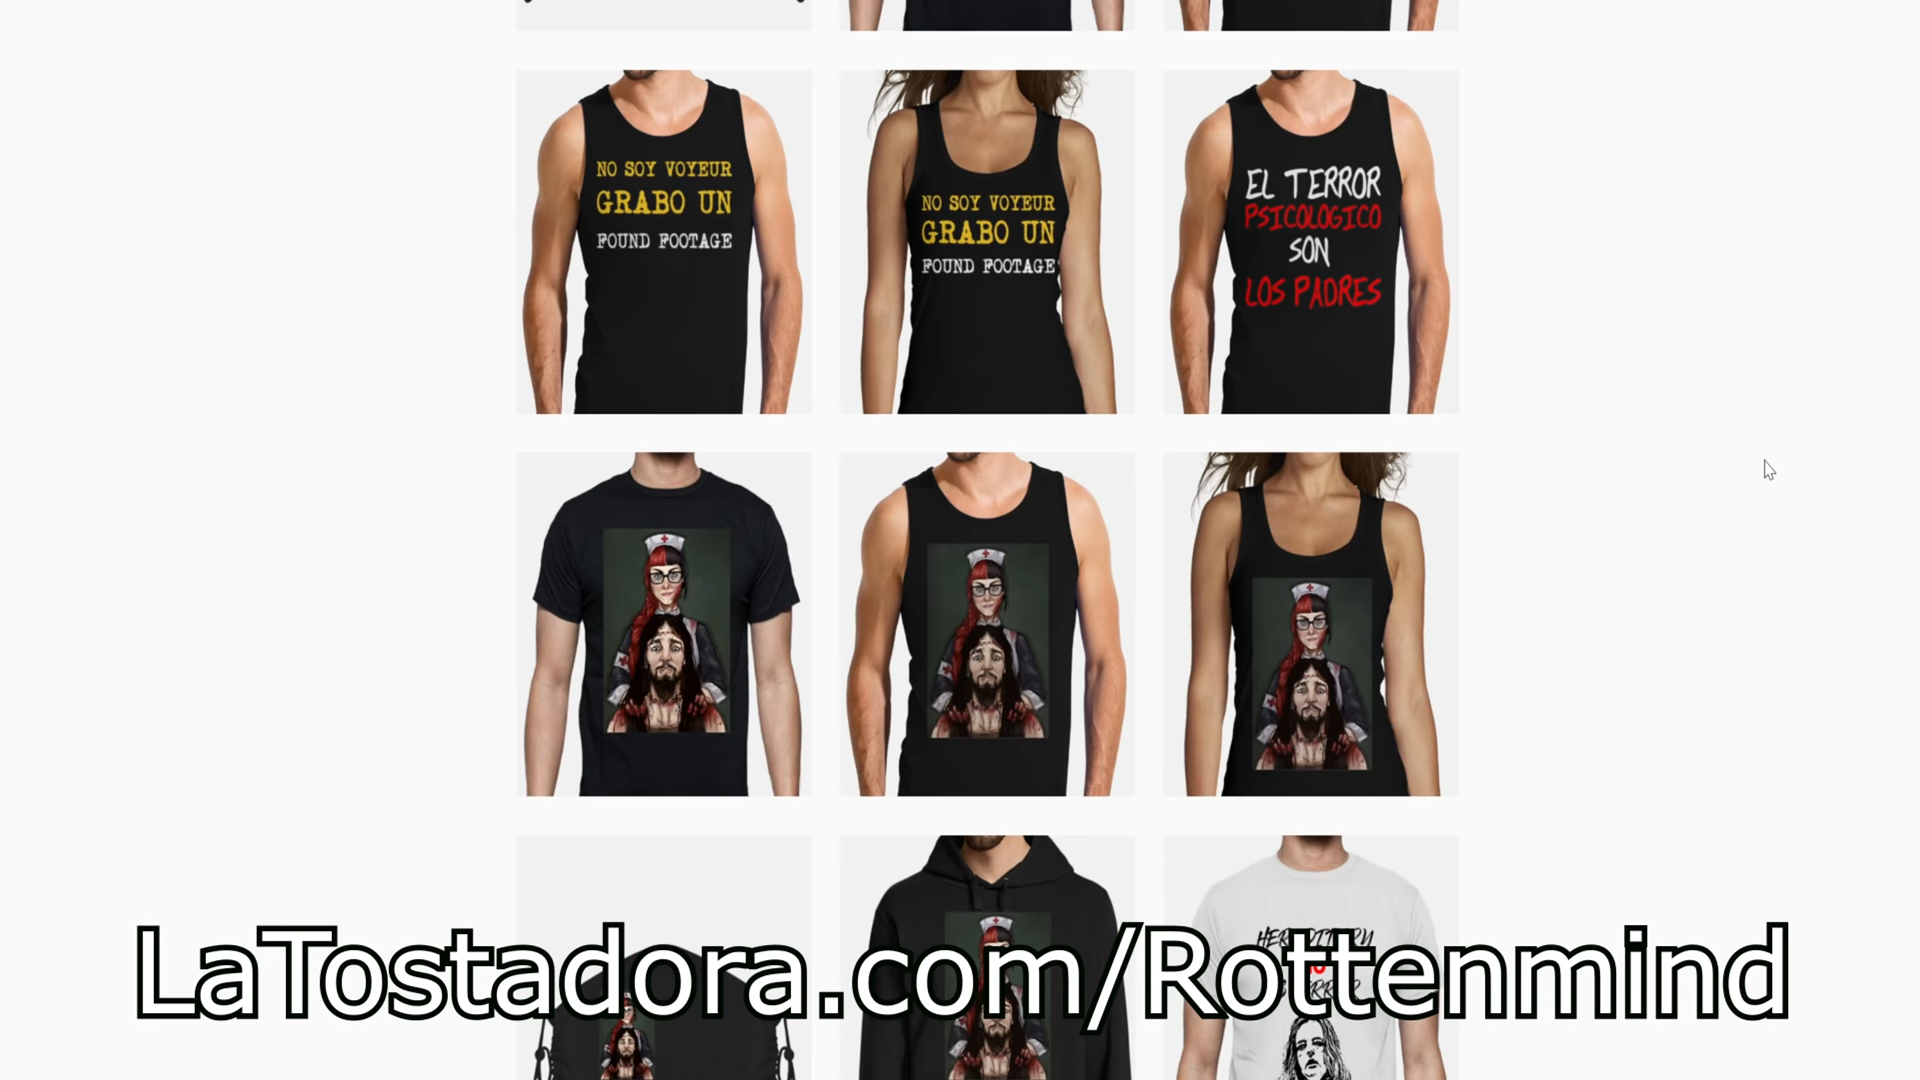 NO SOY VOYEUR
GRABO UN
FOUND FOOTAGE
NO SOY VOYEUR
GRABO UN
FOUND FOOTAGE
EL TERROR
PSICOLOGICO
SON
LOS PADRES
LaTostadora.com/Rottenmind